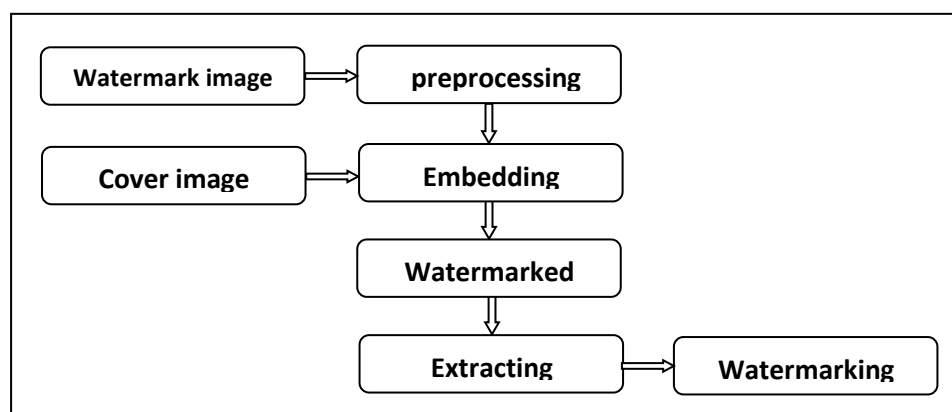 Watermark image
preprocessing
Cover image
Embedding
Watermarked
Extracting
Watermarking